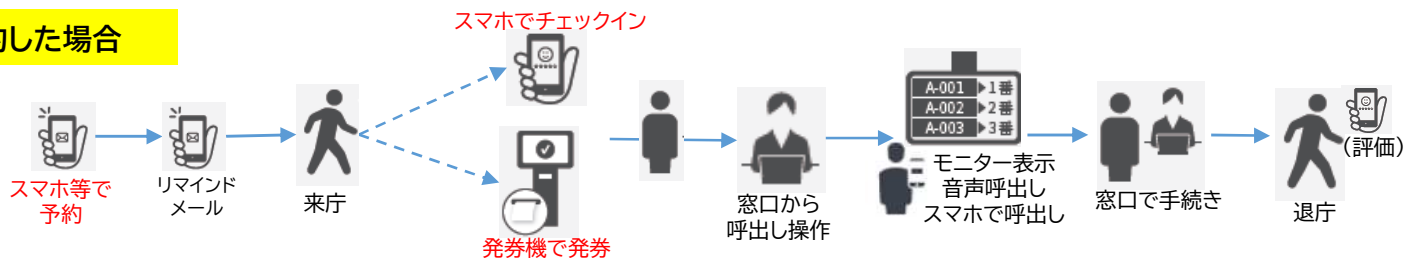 した場合
スマホでチェックイン
スマホ等で
予約
リマインド
メール
来庁
発券機で発券
窓口から
呼出し操作
A-001 ▶1番
A-002 ▶2番
A-003 ▶3番
モニター表示
音声呼出し
スマホで呼出し
窓口で手続き
(評価)
退庁